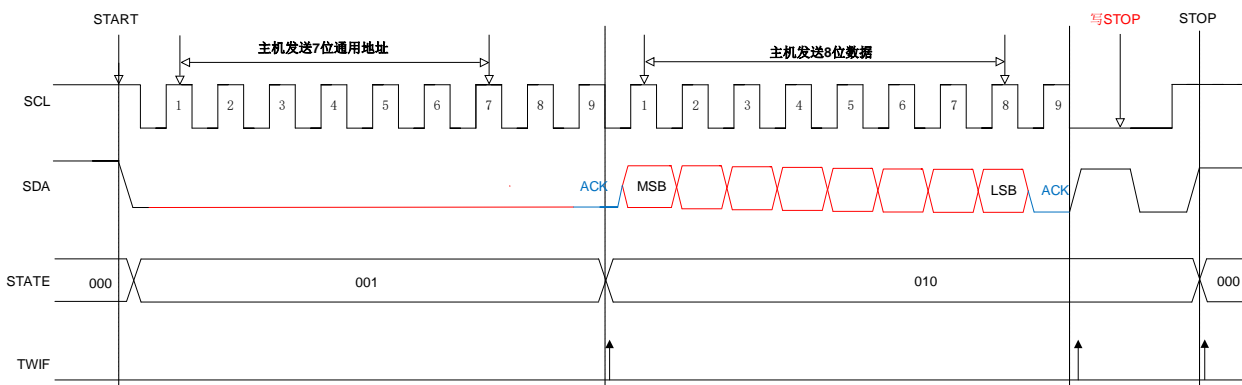 START 写STOP STOP
主机发送7位通用地址 主机发送8位数据
SCL 1 2 3 4 5 6 7 8 9 1 2 3 4 5 6 7 8 9
SDA ACK MSB LSB ACK
STATE 000 001 010 000
TWIF